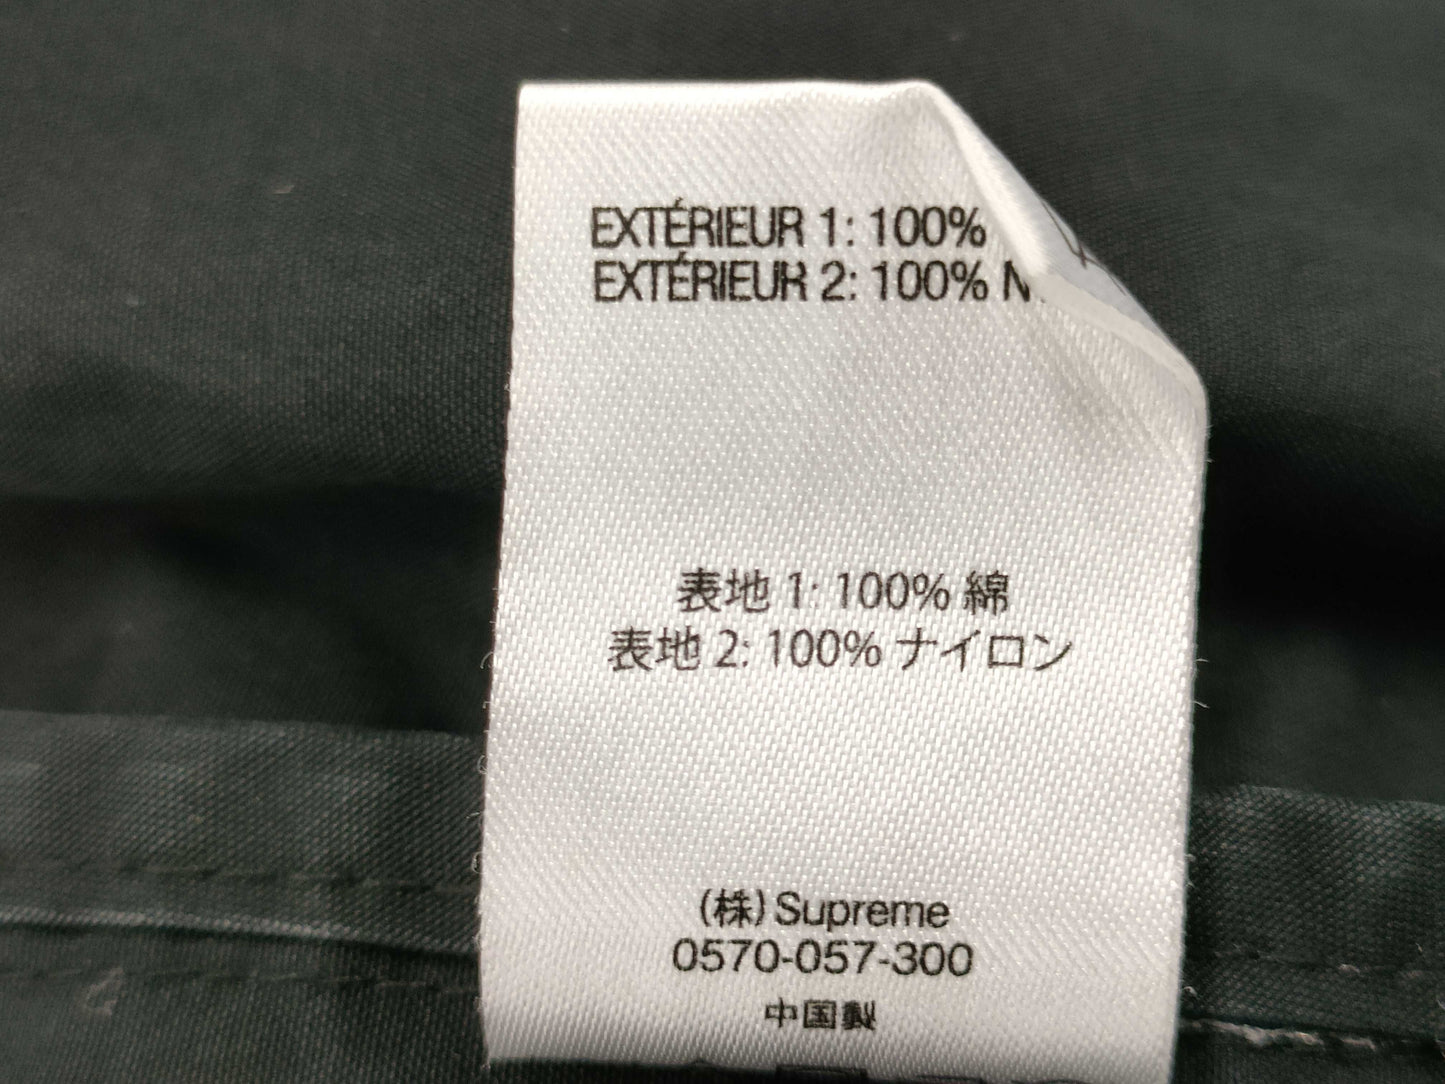 EXTÉRIEUR 1: 100%
EXTÉRIEUR 2: 100%
表地 1: 100% 綿
表地 2: 100% ナイロン
(株) Supreme
0570-057-300
中国製